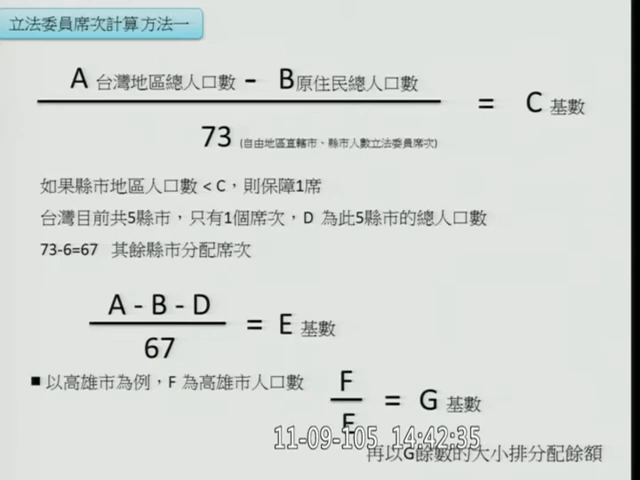 立法委員席次計算方法一
A 台灣地區總人口數 - B原住民總人口數
73 (自由地區直轄市、縣市人數立法委員席次)
= C 基數
如果縣市地區人口數 < C,則保障1席
台灣目前共5縣市,只有1個席次,D 為此5縣市的總人口數
73-6=67 其餘縣市分配席次
A - B - D
67
= E 基數
■ 以高雄市為例,F 為高雄市人口數
F
E
= G 基數
11-09-105 14:42:35
再以G餘數的大小排分配餘額